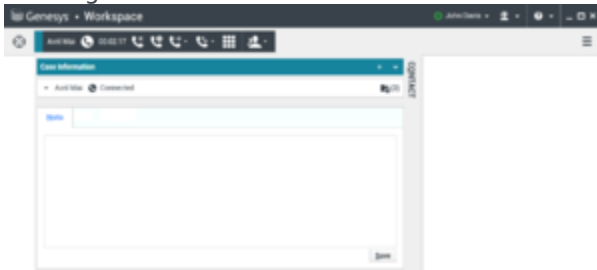 Genesys • Workspace
John Davis
Avril Mai 00:02:17
Case Information
Avril Mai Connected
CONTACT
Note
Save